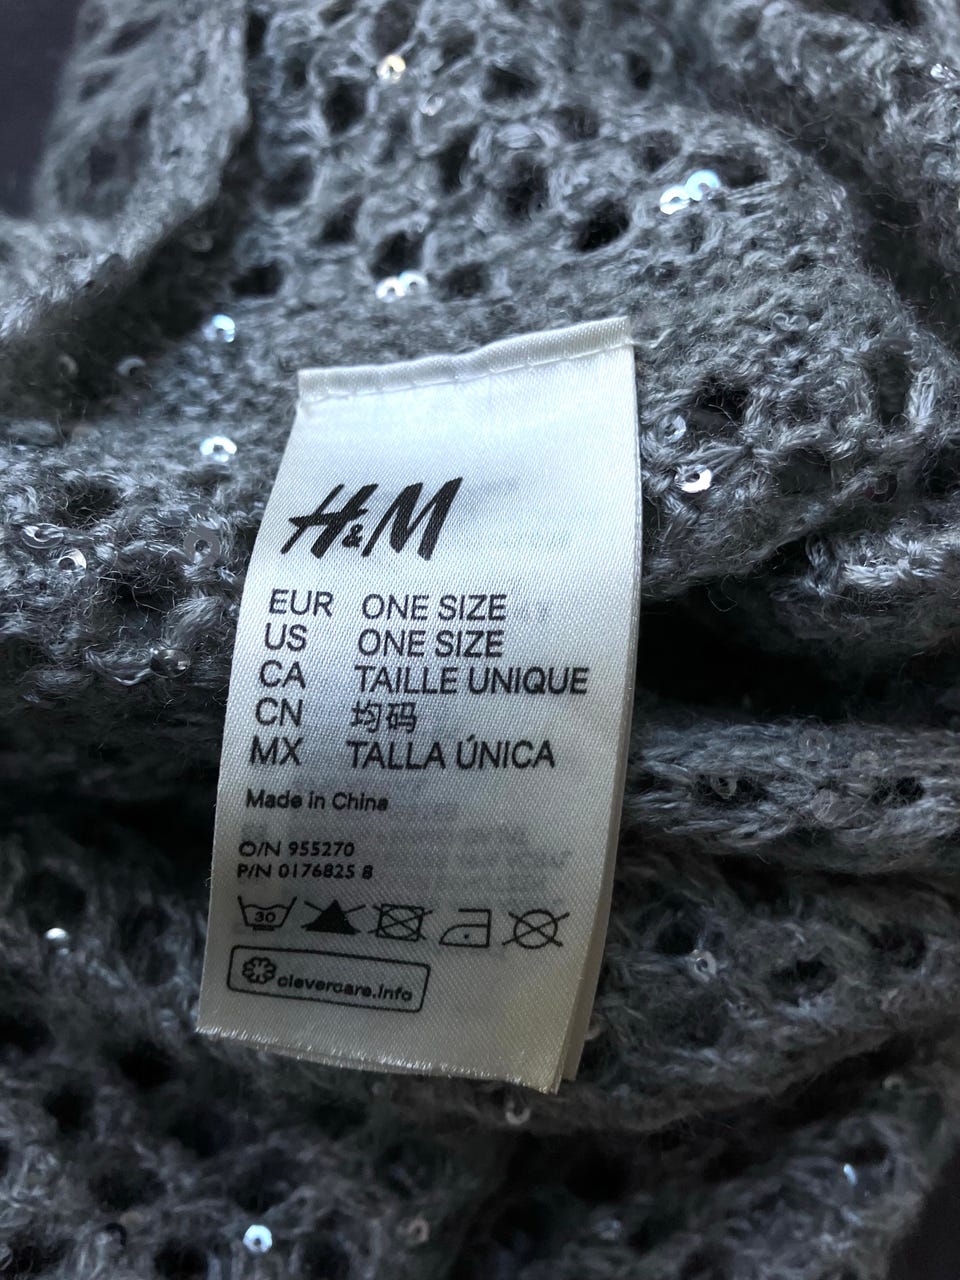 H&M
EUR ONE SIZE
US ONE SIZE
CA TAILLE UNIQUE
CN 均码
MX TALLA ÚNICA
Made in China
O/N 955270
P/N 0176825 8
30
clevercare.info